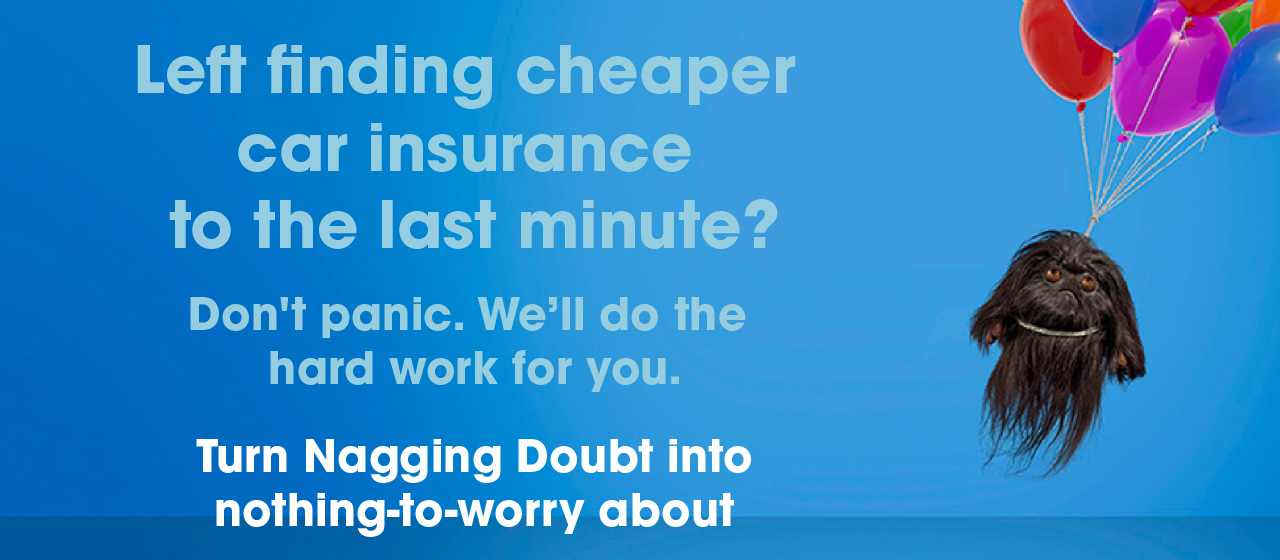 Left finding cheaper
car insurance
to the last minute?
Don't panic. We’ll do the
hard work for you.
Turn Nagging Doubt into
nothing-to-worry about